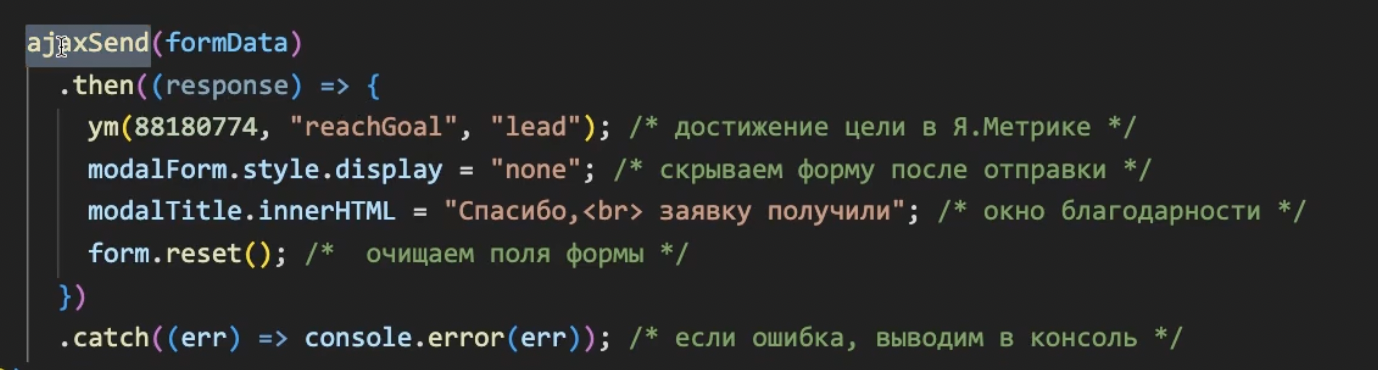 ajaxSend(formData)
.then((response) => {
ym(88180774, "reachGoal", "lead"); /* достижение цели в Я.Метрике */
modalForm.style.display = "none"; /* скрываем форму после отправки */
modalTitle.innerHTML = "Спасибо,<br> заявку получили"; /* окно благодарности */
form.reset(); /*  очищаем поля формы */
})
.catch((err) => console.error(err)); /* если ошибка, выводим в консоль */